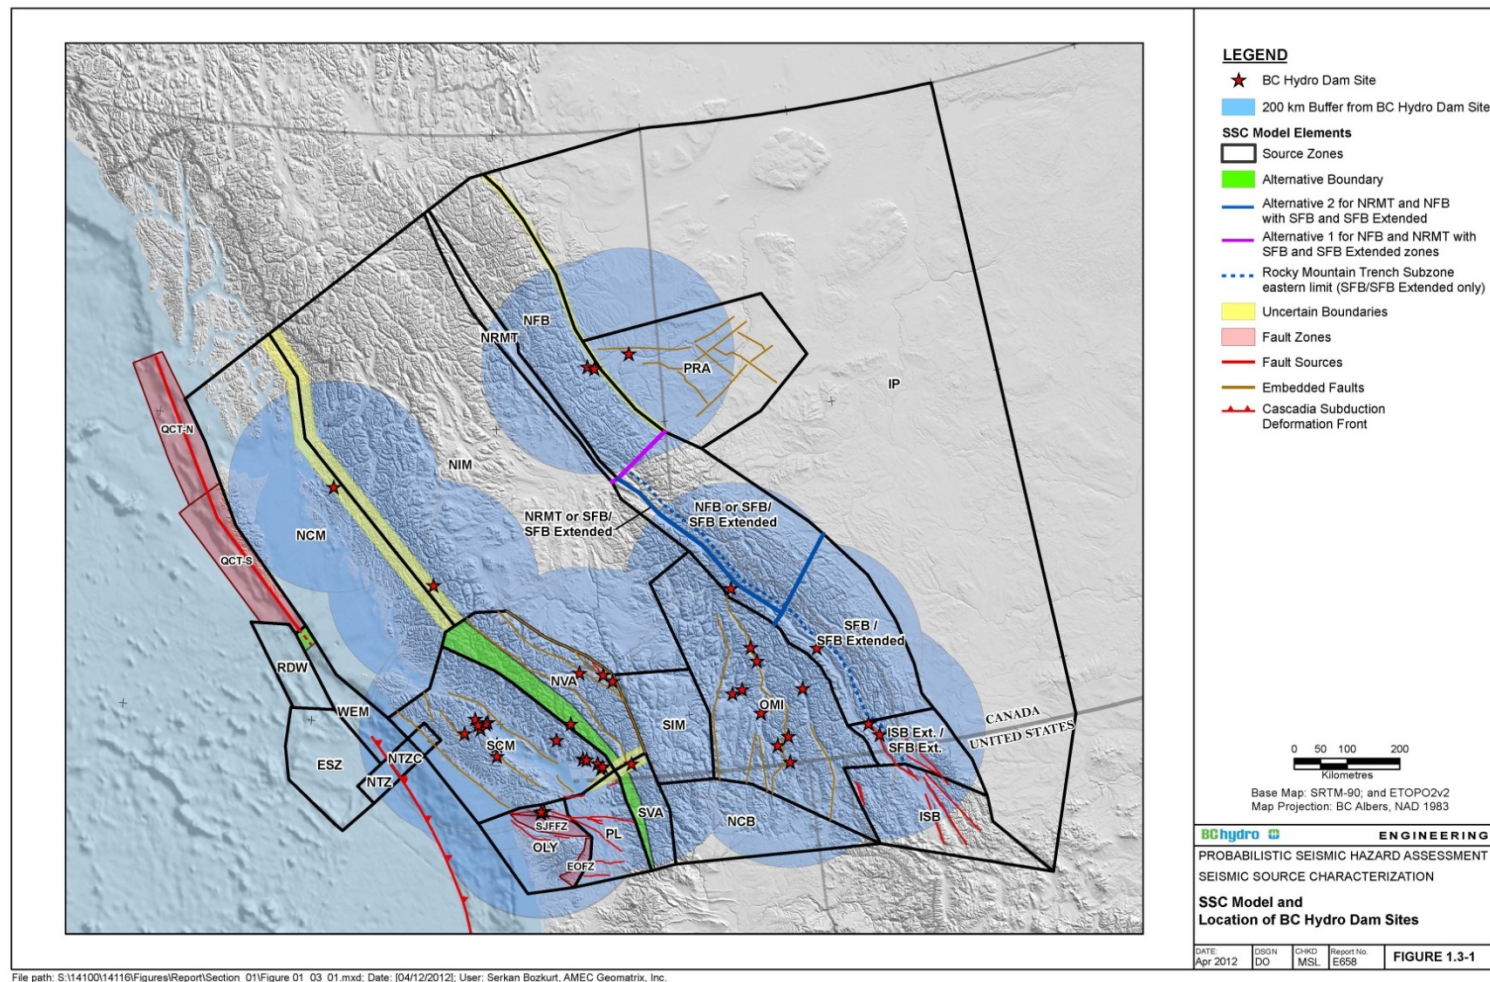 NFB
NRMT
PRA
IP
QCT-N
NIM
NFB or SFB/
SFB Extended
NRMT or SFB/
SFB Extended
NCM
QCT-S
SFB /
SFB Extended
RDW
NVA
WEM
SIM
OMI
CANADA
UNITED STATES
ISB Ext. /
SFB Ext.
SCM
NTZC
ESZ
NTZ
SVA
NCB
ISB
SJFFZ
PL
OLY
EOFZ
LEGEND
BC Hydro Dam Site
200 km Buffer from BC Hydro Dam Site
SSC Model Elements
Source Zones
Alternative Boundary
Alternative 2 for NRMT and NFB
with SFB and SFB Extended
Alternative 1 for NFB and NRMT with
SFB and SFB Extended zones
Rocky Mountain Trench Subzone
eastern limit (SFB/SFB Extended only)
Uncertain Boundaries
Fault Zones
Fault Sources
Embedded Faults
Cascadia Subduction
Deformation Front
0 50 100 200
Kilometres
Base Map: SRTM-90; and ETOPO2v2
Map Projection: BC Albers, NAD 1983
BChydro ENGINEERING
PROBABILISTIC SEISMIC HAZARD ASSESSMENT
SEISMIC SOURCE CHARACTERIZATION
SSC Model and
Location of BC Hydro Dam Sites
DATE Apr 2012
DSGN DO
CHKD MSL
Report No. E658
FIGURE 1.3-1
File path: S:\14100\14116\Figures\Report\Section_01\Figure 01_03_01.mxd; Date: [04/12/2012]; User: Serkan Bozkurt, AMEC Geomatrix, Inc.